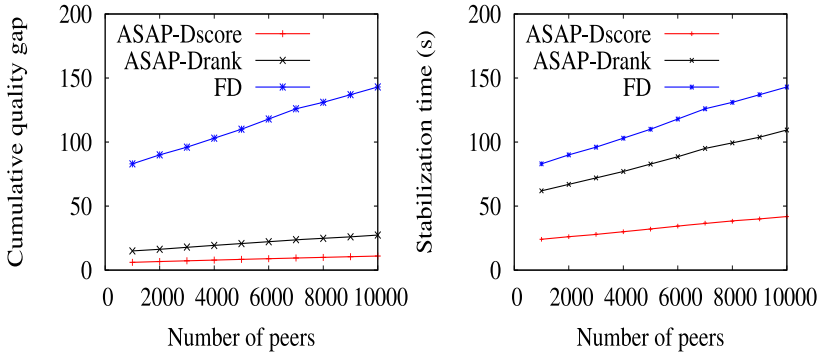 Cumulative quality gap
200
150
100
50
0
ASAP-Dscore
ASAP-Drank
FD
0 2000 4000 6000 8000 10000
Number of peers
Stabilization time (s)
200
150
100
50
0
ASAP-Dscore
ASAP-Drank
FD
0 2000 4000 6000 8000 10000
Number of peers